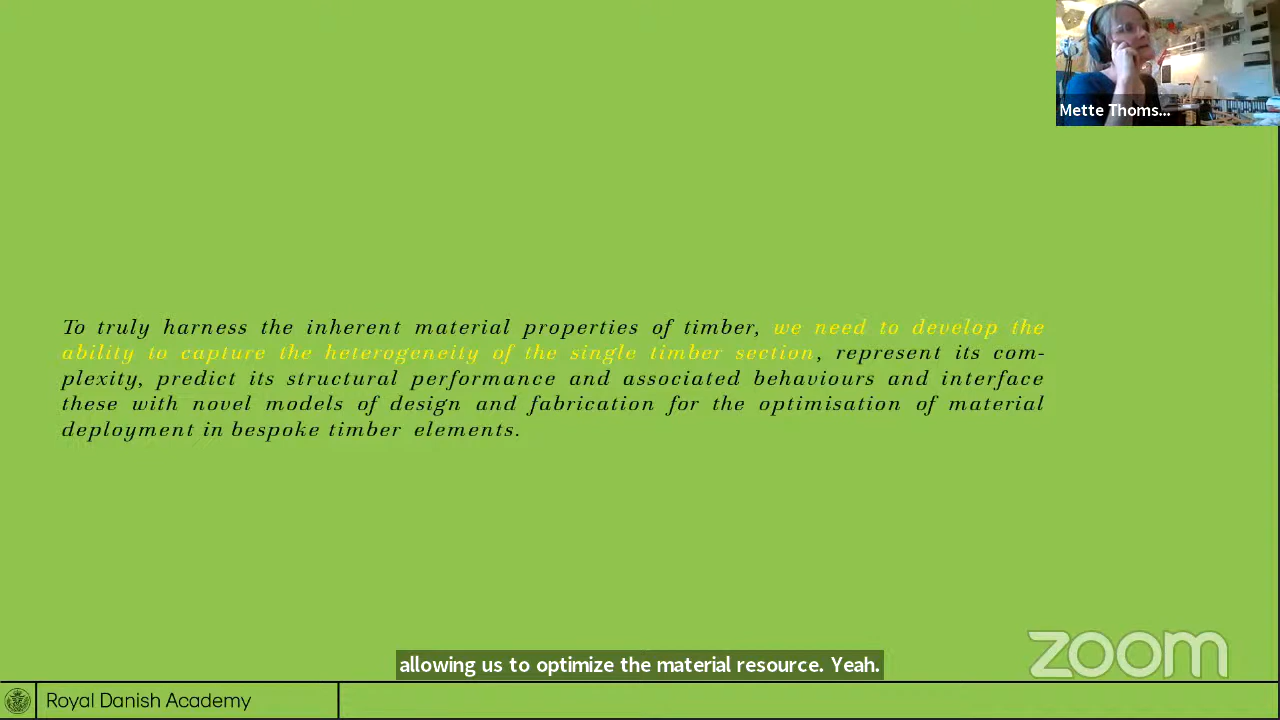 Mette Thoms...
To truly harness the inherent material properties of timber, we need to develop the
ability to capture the heterogeneity of the single timber section, represent its com-
plexity, predict its structural performance and associated behaviours and interface
these with novel models of design and fabrication for the optimisation of material
deployment in bespoke timber elements.
zoom
allowing us to optimize the material resource. Yeah.
Royal Danish Academy